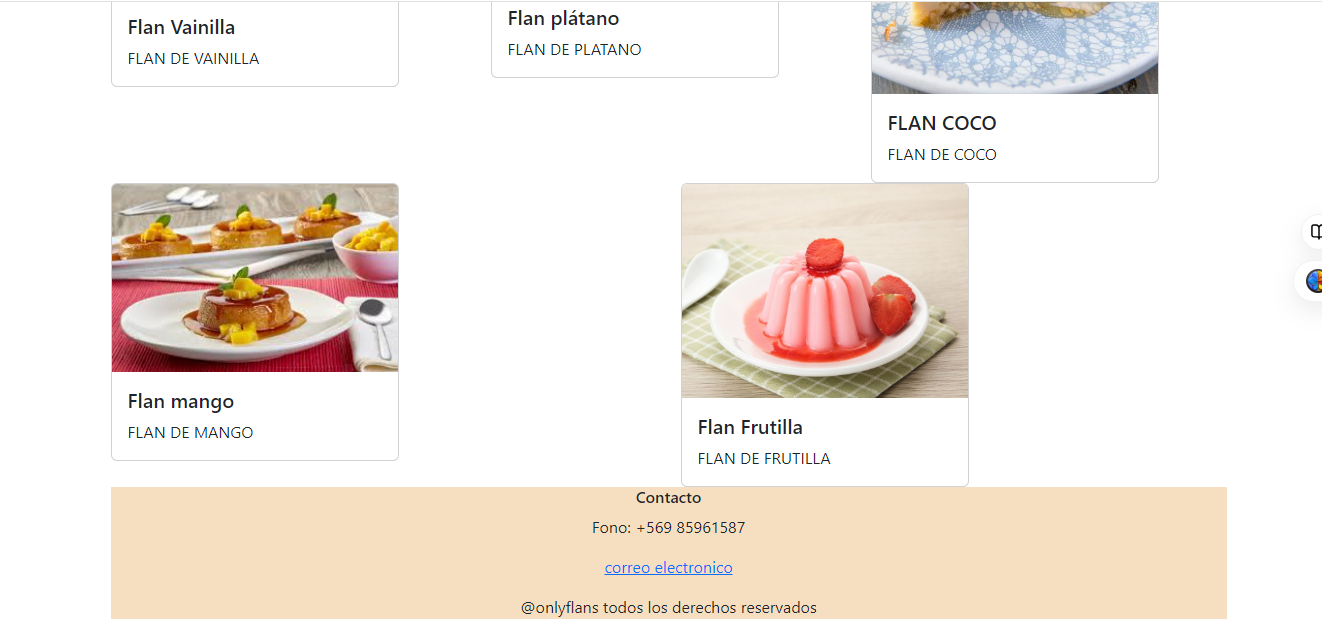 Flan Vainilla
FLAN DE VAINILLA
Flan plátano
FLAN DE PLATANO
FLAN COCO
FLAN DE COCO
Flan mango
FLAN DE MANGO
Flan Frutilla
FLAN DE FRUTILLA
Contacto
Fono: +569 85961587
correo electronico
@onlyflans todos los derechos reservados